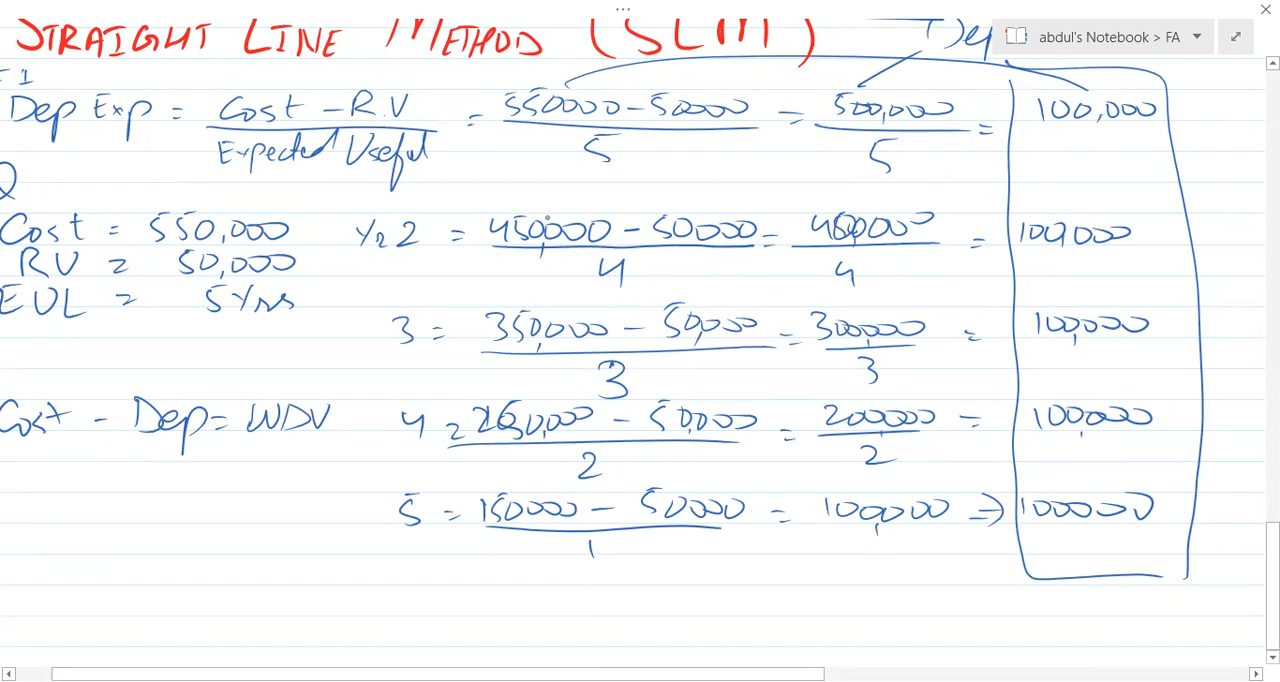 STRAIGHT LINE METHOD (SLM)
Dep
abdul's Notebook > FA
Dep Exp = Cost - R.V / Expected Useful = 550000 - 50000 / 5 = 500,000 / 5 = 100,000
Q
Cost = 550,000
RV = 50,000
EUL = 5 Yrs
Yr 2 = 450,000 - 50000 / 4 = 400000 / 4 = 100,000
3 = 350,000 - 50,000 / 3 = 300,000 / 3 = 100,000
Cost - Dep = WDV
4 = 250,000 - 50,000 / 2 = 200000 / 2 = 100,000
5 = 150000 - 50000 / 1 = 100,000 ⇒ 100000